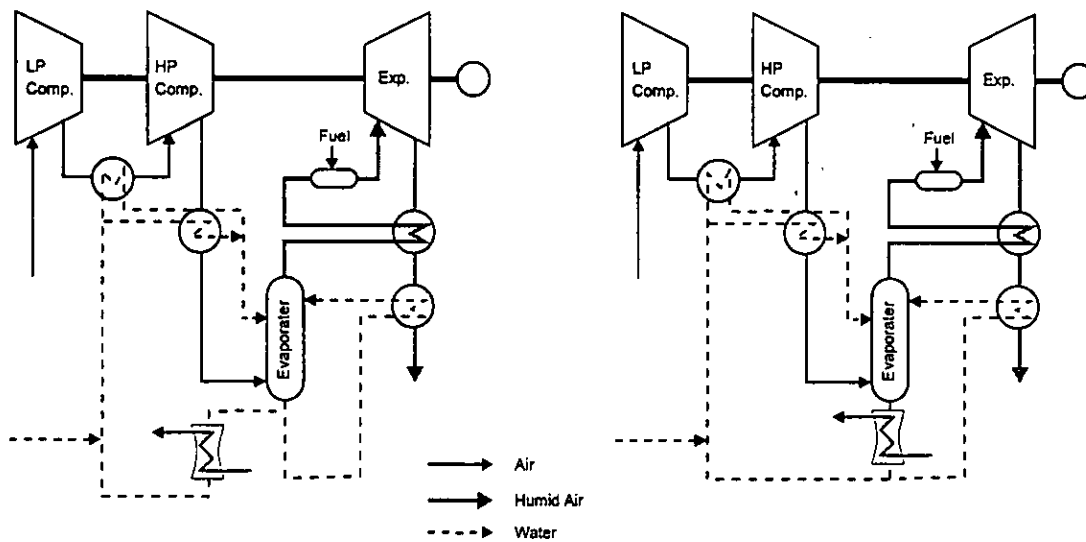 LP
Comp.
HP
Comp.
Exp.
Fuel
Evaporater
LP
Comp.
HP
Comp.
Exp.
Fuel
Evaporater
Air
Humid Air
Water